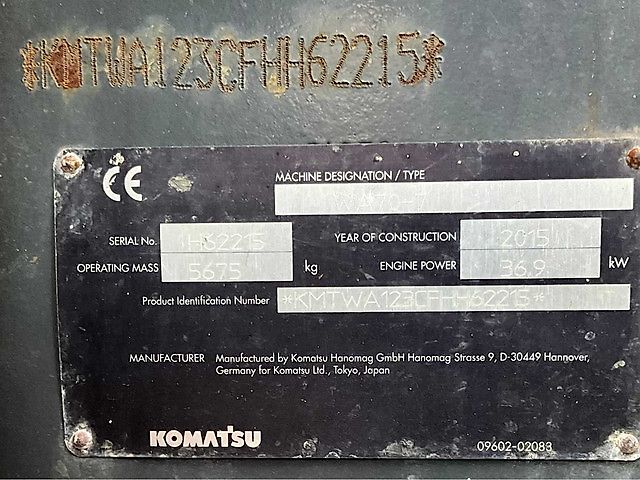 *KMTWA123CFHH62215*
CE
MACHINE DESIGNATION / TYPE
SERIAL No. H62215 YEAR OF CONSTRUCTION 2015
OPERATING MASS 5675 kg ENGINE POWER 36.9 kW
Product Identification Number *KMTWA123CFHH62215*
MANUFACTURER Manufactured by Komatsu Hanomag GmbH Hanomag Strasse 9, D-30449 Hannover,
Germany for Komatsu Ltd., Tokyo, Japan
KOMATSU
09602-02083